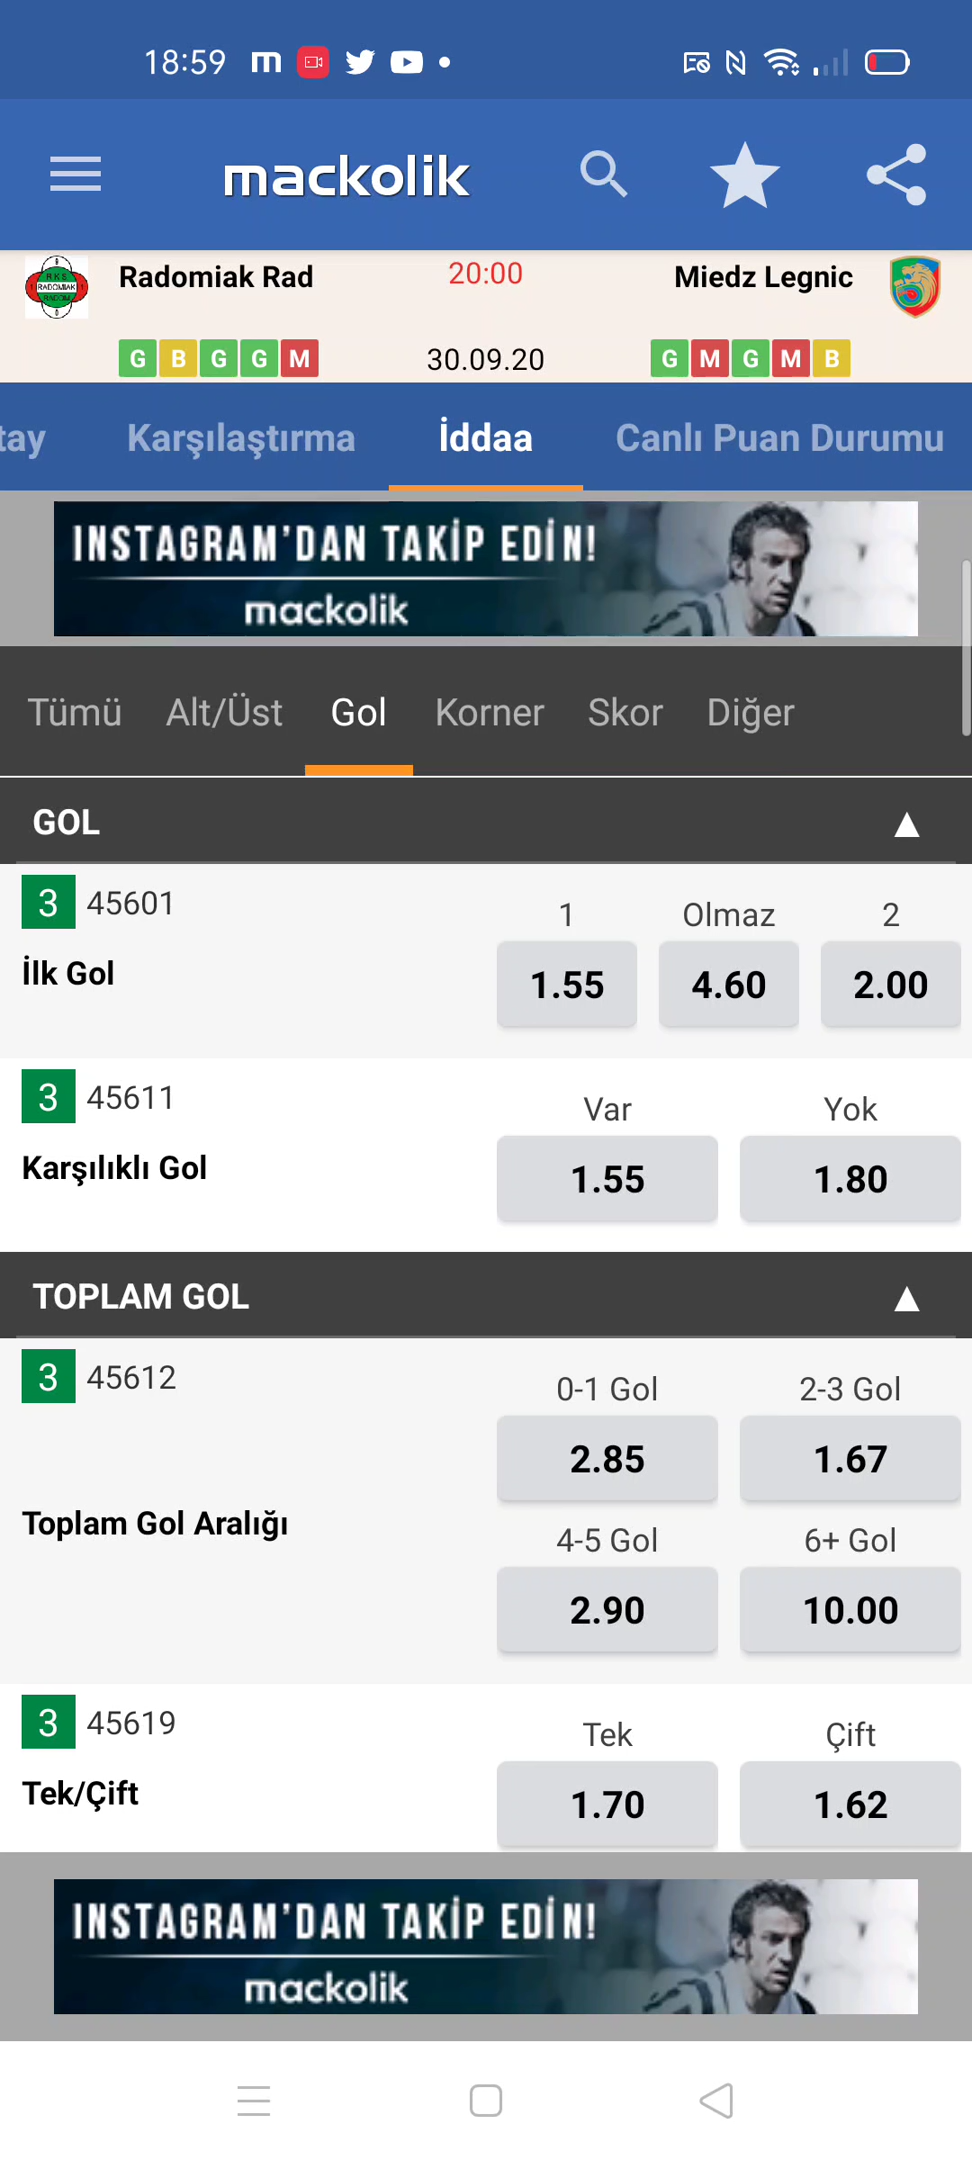 18:59
mackolik
Radomiak Rad 20:00 Miedz Legnic
G B G G M 30.09.20 G M G M B
tay Karşılaştırma İddaa Canlı Puan Durumu
INSTAGRAM'DAN TAKİP EDİN!
mackolik
Tümü Alt/Üst Gol Korner Skor Diğer
GOL
3 45601 1 Olmaz 2
İlk Gol 1.55 4.60 2.00
3 45611 Var Yok
Karşılıklı Gol 1.55 1.80
TOPLAM GOL
3 45612 0-1 Gol 2-3 Gol
2.85 1.67
Toplam Gol Aralığı
4-5 Gol 6+ Gol
2.90 10.00
3 45619 Tek Çift
Tek/Çift 1.70 1.62
INSTAGRAM'DAN TAKİP EDİN!
mackolik